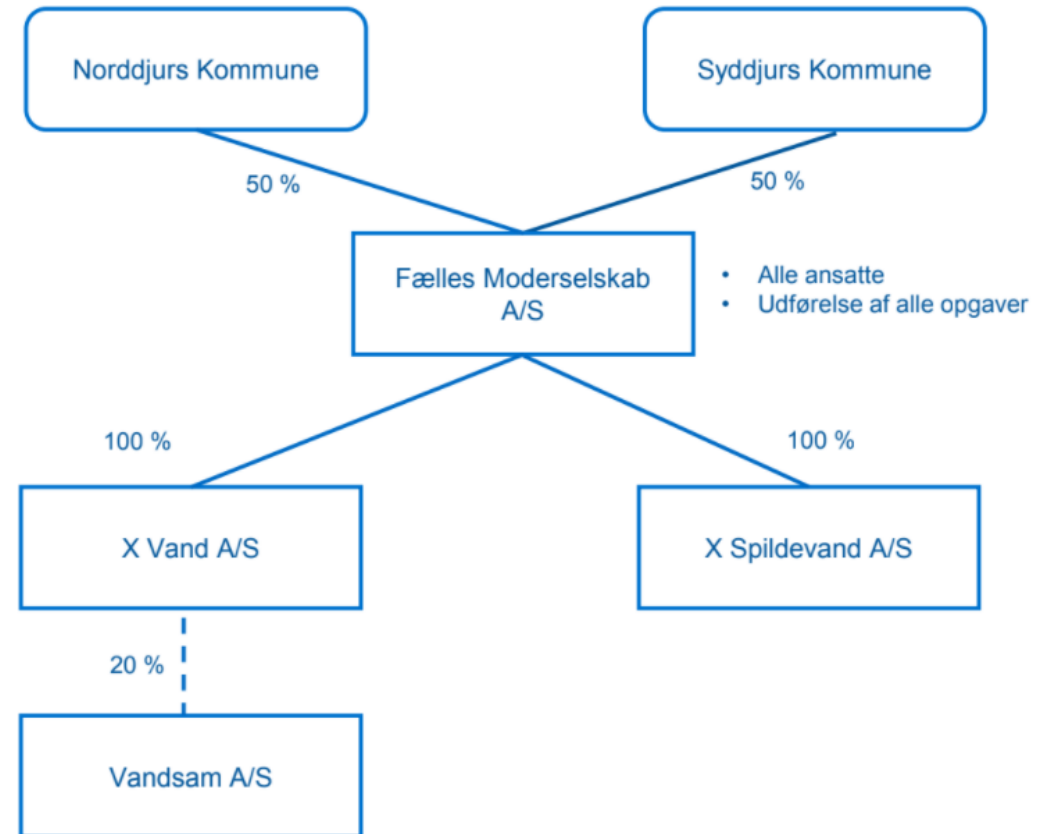 Norddjurs Kommune
Syddjurs Kommune
50 %
50 %
Fælles Moderselskab
A/S
• Alle ansatte
• Udførelse af alle opgaver
100 %
100 %
X Vand A/S
X Spildevand A/S
20 %
Vandsam A/S